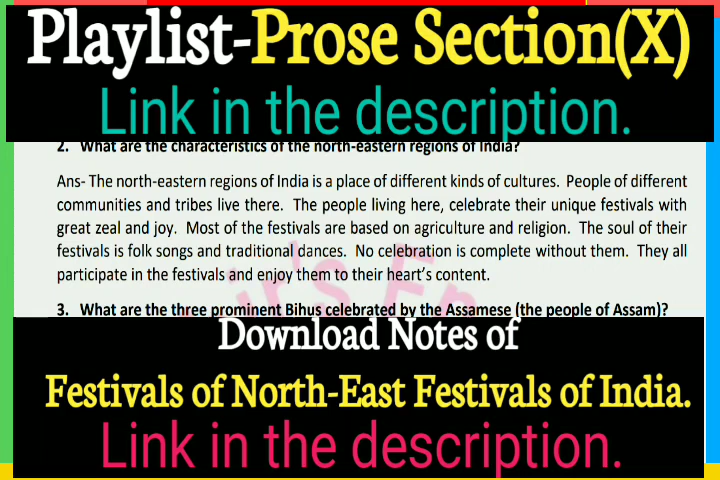 Playlist-Prose Section(X)
Link in the description.
2. What are the characteristics of the north-eastern regions of India?
Ans- The north-eastern regions of India is a place of different kinds of cultures. People of different
communities and tribes live there. The people living here, celebrate their unique festivals with
great zeal and joy. Most of the festivals are based on agriculture and religion. The soul of their
festivals is folk songs and traditional dances. No celebration is complete without them. They all
participate in the festivals and enjoy them to their heart's content.
3. What are the three prominent Bihus celebrated by the Assamese (the people of Assam)?
Download Notes of
Festivals of North-East Festivals of India.
Link in the description.